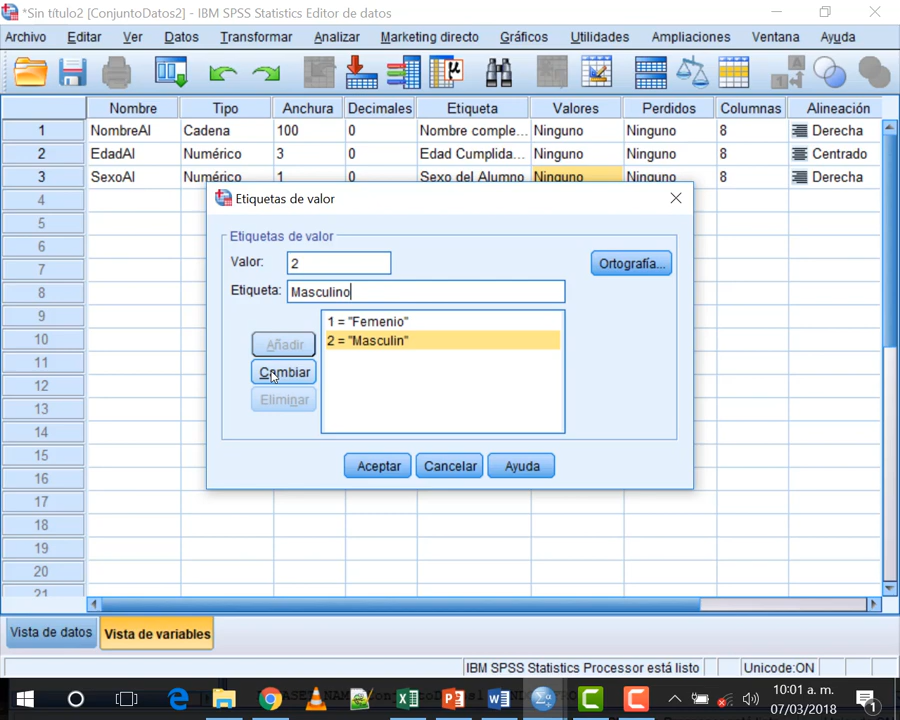 *Sin título2 [ConjuntoDatos2] - IBM SPSS Statistics Editor de datos
Archivo Editar Ver Datos Transformar Analizar Marketing directo Gráficos Utilidades Ampliaciones Ventana Ayuda
Nombre Tipo Anchura Decimales Etiqueta Valores Perdidos Columnas Alineación
1 NombreAl Cadena 100 0 Nombre comple... Ninguno Ninguno 8 Derecha
2 EdadAl Numérico 3 0 Edad Cumplida... Ninguno Ninguno 8 Centrado
3 SexoAl Numérico 1 0 Sexo del Alumno Ninguno Ninguno 8 Derecha
4
5
6
7
8
9
10
11
12
13
14
15
16
17
18
19
20
21
Etiquetas de valor
Etiquetas de valor
Valor: 2 Ortografía...
Etiqueta: Masculino
1 = "Femenio"
2 = "Masculin"
Añadir
Cambiar
Eliminar
Aceptar Cancelar Ayuda
Vista de datos Vista de variables
IBM SPSS Statistics Processor está listo Unicode:ON
10:01 a. m.
07/03/2018
1